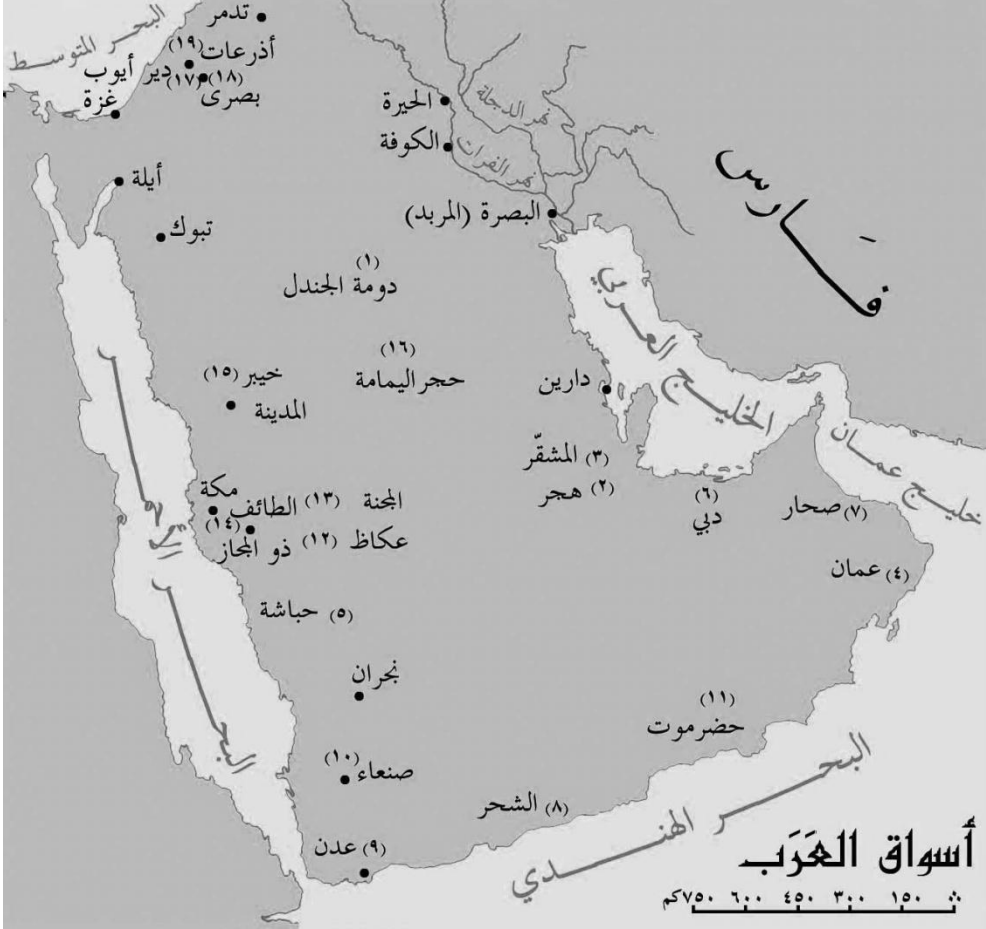 البحر المتوسط
تدمر
أذرعات (١٩)
دير أيوب (١٧)
(١٨) بصرى
غزة
الحيرة
نهر الدجلة
الكوفة
نهر الفرات
أيلة
البصرة (المربد)
تبوك
فَارس
(١)
دومة الجندل
الخليج العربي
(١٦)
حجر اليمامة
خيبر (١٥)
المدينة
دارين
(٣) المشقّر
(٢) هجر
(٦)
دبي
(٧) صحار
خليج عمان
مكة
المجنة (١٣) الطائف
عكاظ (١٢) ذو المجاز (١٤)
(٤) عمان
(٥) حباشة
البحر الأحمر
نجران
(١١)
حضرموت
صنعاء (١٠)
(٨) الشحر
(٩) عدن
البحر الهندي
أسواق العَرَب
٠ ١٥٠ ٣٠٠ ٤٥٠ ٦٠٠ ٧٥٠كم